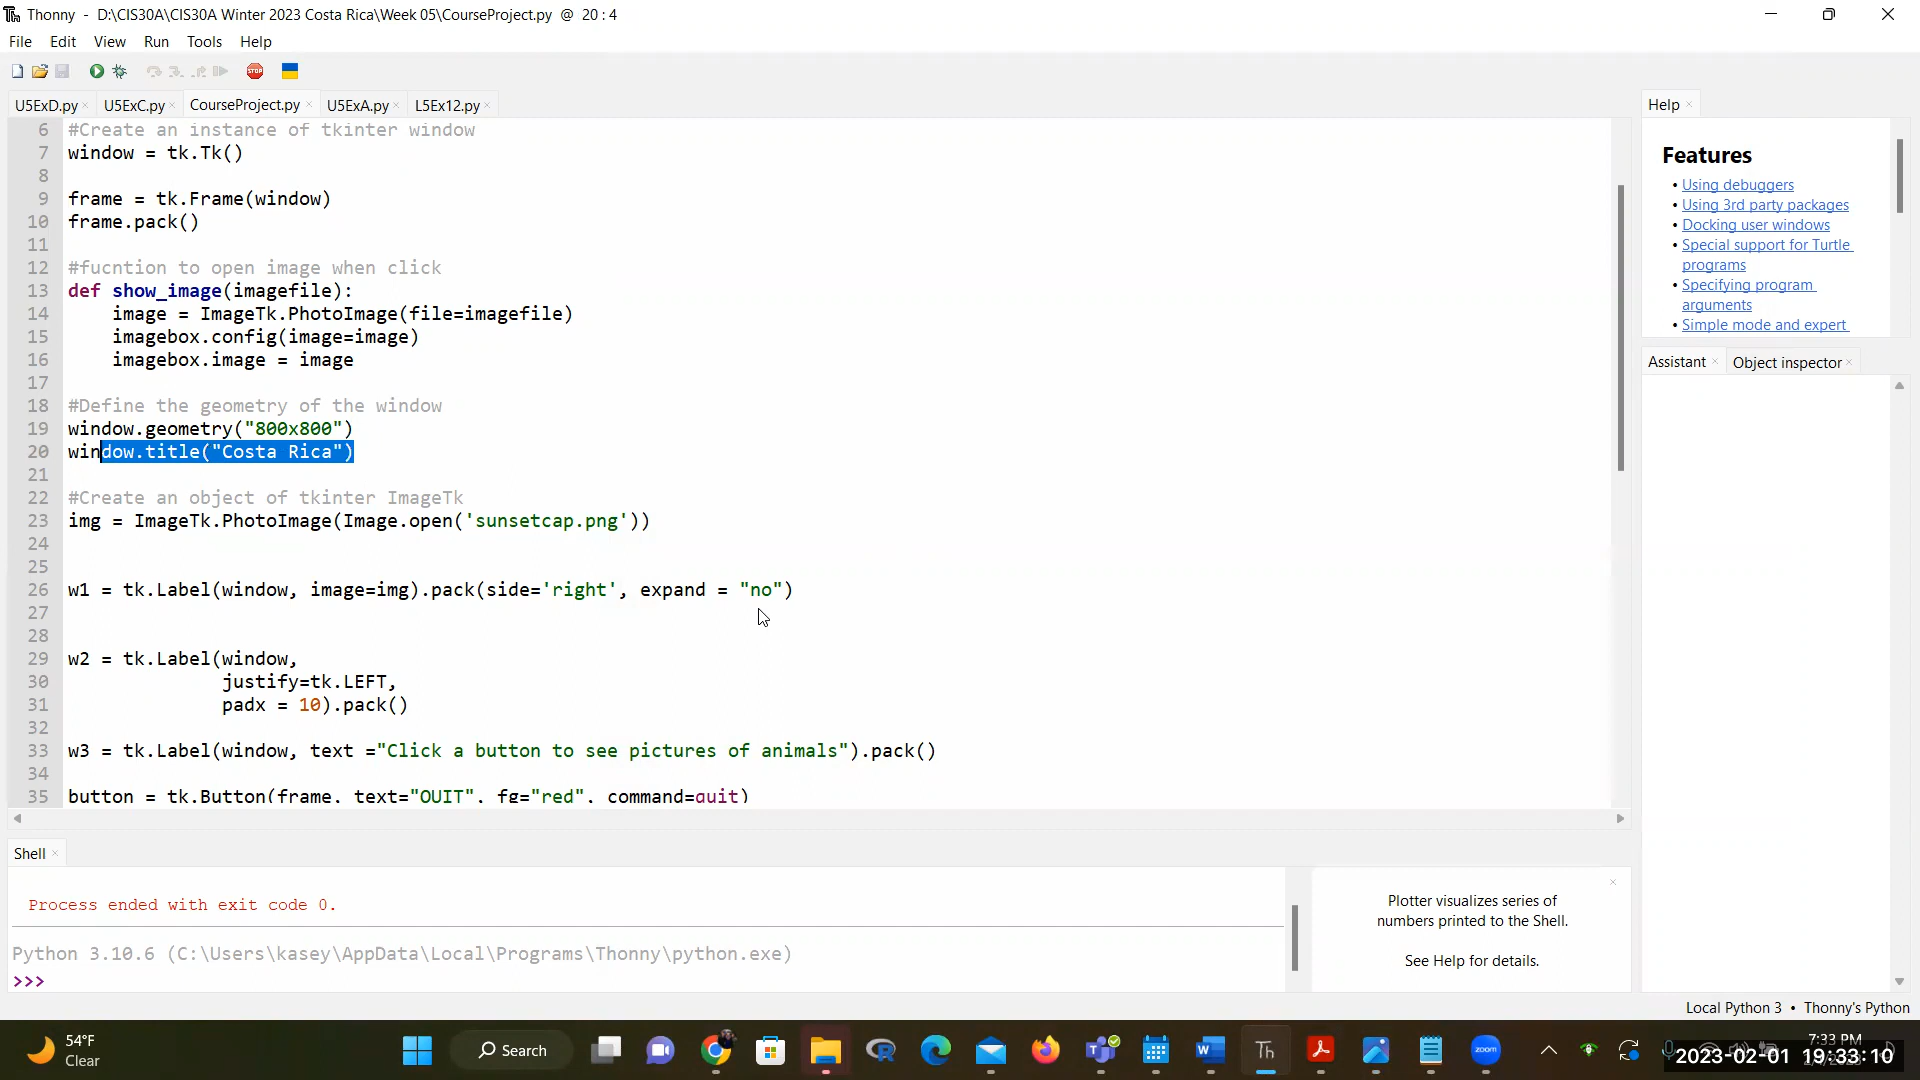 Thonny - D:\CIS30A\CIS30A Winter 2023 Costa Rica\Week 05\CourseProject.py @ 20 : 4
File Edit View Run Tools Help
STOP
U5ExD.py U5ExC.py CourseProject.py U5ExA.py L5Ex12.py
6 #Create an instance of tkinter window
7 window = tk.Tk()
8
9 frame = tk.Frame(window)
10 frame.pack()
11
12 #fucntion to open image when click
13 def show_image(imagefile):
14     image = ImageTk.PhotoImage(file=imagefile)
15     imagebox.config(image=image)
16     imagebox.image = image
17
18 #Define the geometry of the window
19 window.geometry("800x800")
20 window.title("Costa Rica")
21
22 #Create an object of tkinter ImageTk
23 img = ImageTk.PhotoImage(Image.open('sunsetcap.png'))
24
25
26 w1 = tk.Label(window, image=img).pack(side='right', expand = "no")
27
28
29 w2 = tk.Label(window,
30               justify=tk.LEFT,
31               padx = 10).pack()
32
33 w3 = tk.Label(window, text ="Click a button to see pictures of animals").pack()
34
35 button = tk.Button(frame, text="QUIT", fg="red", command=quit)
Shell
Process ended with exit code 0.
Python 3.10.6 (C:\Users\kasey\AppData\Local\Programs\Thonny\python.exe)
>>>
Plotter visualizes series of
numbers printed to the Shell.
See Help for details.
Help
Features
• Using debuggers
• Using 3rd party packages
• Docking user windows
• Special support for Turtle
programs
• Specifying program
arguments
• Simple mode and expert
Assistant Object inspector
Local Python 3 • Thonny's Python
54°F
Clear
Search
zoom
7:33 PM
2023-02-01 19:33:10